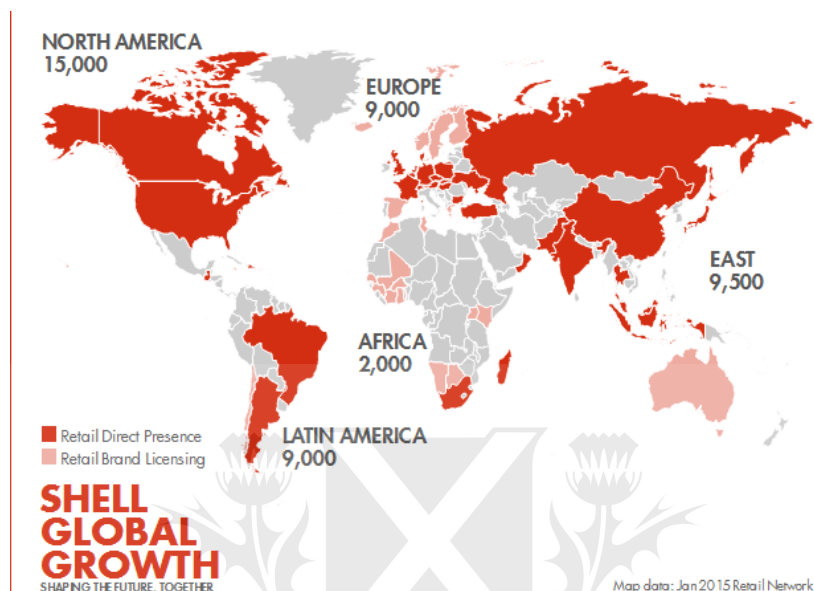 NORTH AMERICA
15,000
EUROPE
9,000
EAST
9,500
AFRICA
2,000
LATIN AMERICA
9,000
Retail Direct Presence
Retail Brand Licensing
SHELL
GLOBAL
GROWTH
SHAPING THE FUTURE. TOGETHER
Map data: Jan 2015 Retail Network